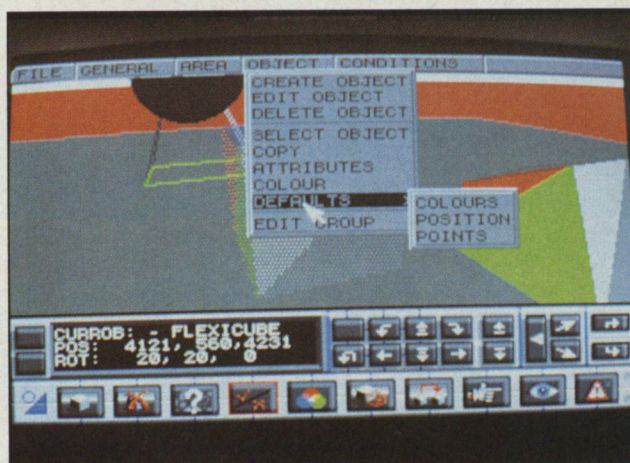 FILE GENERAL AREA OBJECT CONDITIONS
CREATE OBJECT
EDIT OBJECT
DELETE OBJECT
SELECT OBJECT
COPY
ATTRIBUTES
COLOUR
DEFAULTS
EDIT GROUP
COLOURS
POSITION
POINTS
CURROB: - FLEXICUBE
POS: 4121, 560,4231
ROT: 20, 20, 0